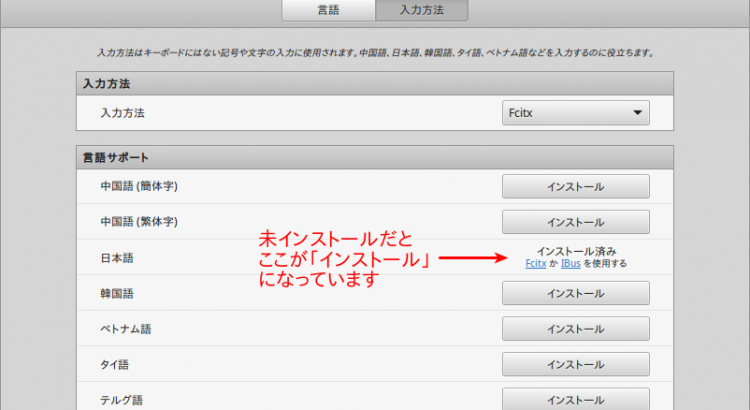 言語 入力方法
入力方法はキーボードにはない記号や文字の入力に使用されます。中国語、日本語、韓国語、タイ語、ベトナム語などを入力するのに役立ちます。
入力方法
入力方法 Fcitx
言語サポート
中国語 (簡体字) インストール
中国語 (繁体字) インストール
未インストールだと
ここが「インストール」
になっています
日本語 インストール済み
Fcitx か IBus を使用する
韓国語 インストール
ベトナム語 インストール
タイ語 インストール
テルグ語 インストール